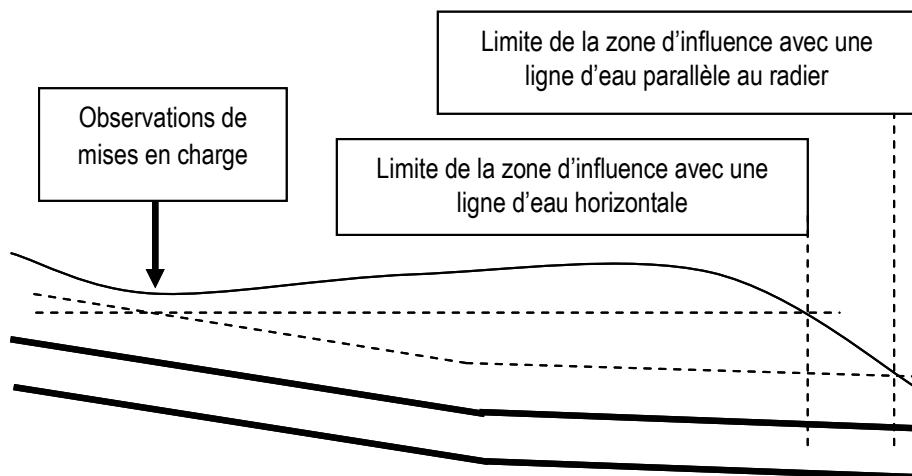 Limite de la zone d'influence avec une
ligne d'eau parallèle au radier
Observations de
mises en charge
Limite de la zone d'influence avec une
ligne d'eau horizontale